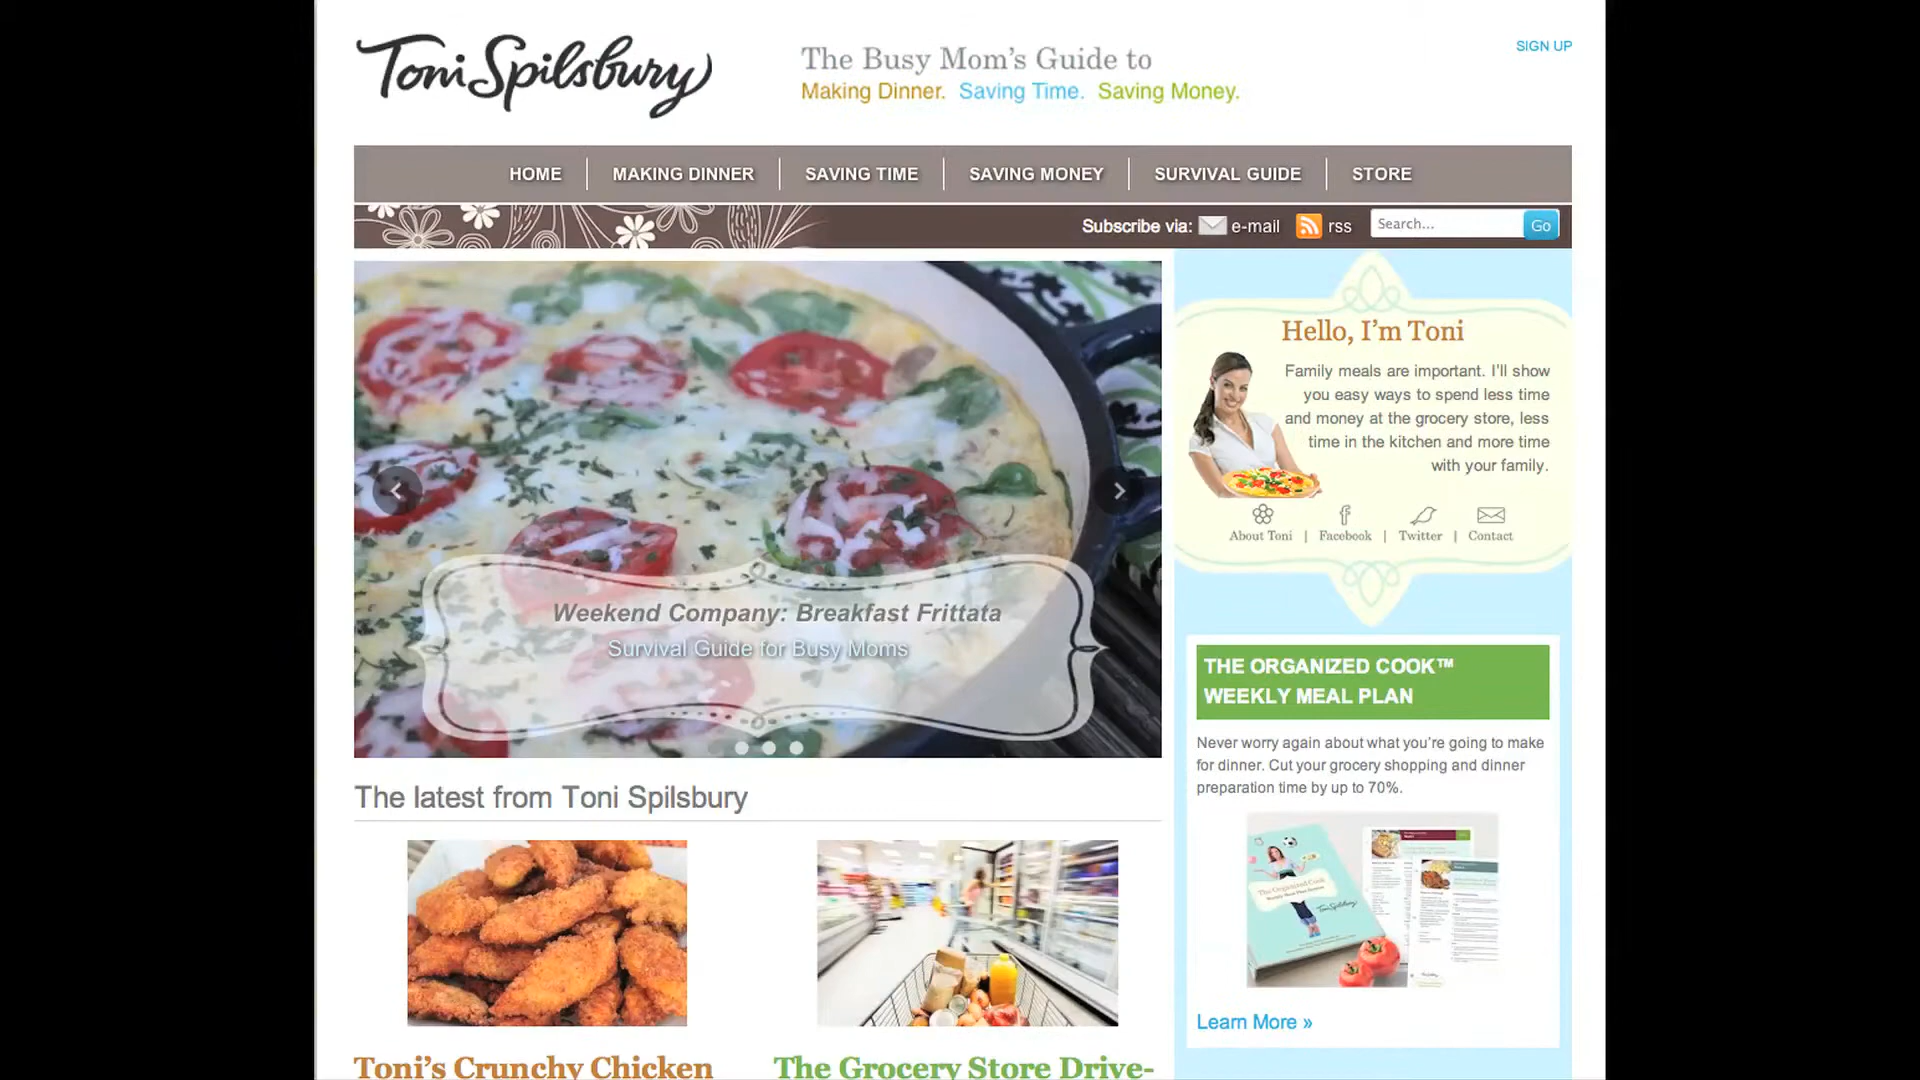 Toni Spilsbury
The Busy Mom's Guide to
Making Dinner. Saving Time. Saving Money.
SIGN UP
HOME
MAKING DINNER
SAVING TIME
SAVING MONEY
SURVIVAL GUIDE
STORE
Subscribe via: e-mail rss
Search...
Go
Weekend Company: Breakfast Frittata
Survival Guide for Busy Moms
Hello, I'm Toni
Family meals are important. I'll show
you easy ways to spend less time
and money at the grocery store, less
time in the kitchen and more time
with your family.
About Toni | Facebook | Twitter | Contact
THE ORGANIZED COOK™
WEEKLY MEAL PLAN
Never worry again about what you're going to make
for dinner. Cut your grocery shopping and dinner
preparation time by up to 70%.
The Organized Cook
Toni Spilsbury
Learn More »
The latest from Toni Spilsbury
Toni's Crunchy Chicken
The Grocery Store Drive-